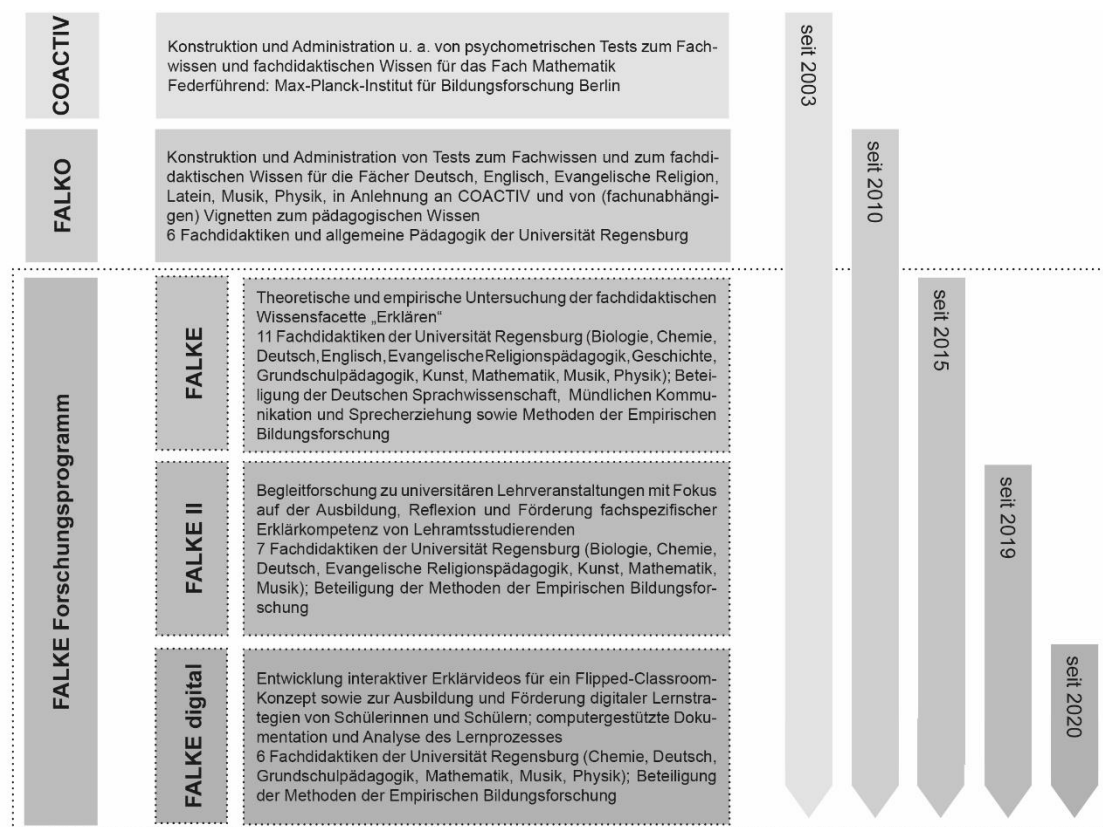 COACTIV
Konstruktion und Administration u. a. von psychometrischen Tests zum Fach-
wissen und fachdidaktischen Wissen für das Fach Mathematik
Federführend: Max-Planck-Institut für Bildungsforschung Berlin
seit 2003
FALKO
Konstruktion und Administration von Tests zum Fachwissen und zum fachdi-
daktischen Wissen für die Fächer Deutsch, Englisch, Evangelische Religion,
Latein, Musik, Physik, in Anlehnung an COACTIV und von (fachunabhängi-
gen) Vignetten zum pädagogischen Wissen
6 Fachdidaktiken und allgemeine Pädagogik der Universität Regensburg
seit 2010
FALKE Forschungsprogramm
FALKE
Theoretische und empirische Untersuchung der fachdidaktischen
Wissensfacette „Erklären“
11 Fachdidaktiken der Universität Regensburg (Biologie, Chemie,
Deutsch, Englisch, Evangelische Religionspädagogik, Geschichte,
Grundschulpädagogik, Kunst, Mathematik, Musik, Physik); Betei-
ligung der Deutschen Sprachwissenschaft, Mündlichen Kommu-
nikation und Sprecherziehung sowie Methoden der Empirischen
Bildungsforschung
seit 2015
FALKE II
Begleitforschung zu universitären Lehrveranstaltungen mit Fokus
auf der Ausbildung, Reflexion und Förderung fachspezifischer
Erklärkompetenz von Lehramtsstudierenden
7 Fachdidaktiken der Universität Regensburg (Biologie, Chemie,
Deutsch, Evangelische Religionspädagogik, Kunst, Mathematik,
Musik); Beteiligung der Methoden der Empirischen Bildungsfor-
schung
seit 2019
FALKE digital
Entwicklung interaktiver Erklärvideos für ein Flipped-Classroom-
Konzept sowie zur Ausbildung und Förderung digitaler Lernstra-
tegien von Schülerinnen und Schülern; computergestützte Doku-
mentation und Analyse des Lernprozesses
6 Fachdidaktiken der Universität Regensburg (Chemie, Deutsch,
Grundschulpädagogik, Mathematik, Musik, Physik); Beteiligung
der Methoden der Empirischen Bildungsforschung
seit 2020